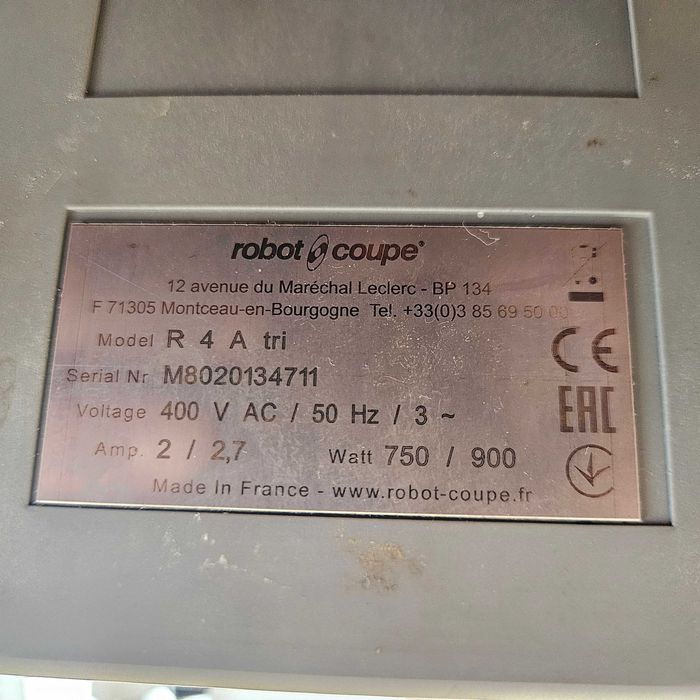 robot coupe®
12 avenue du Maréchal Leclerc - BP 134
F 71305 Montceau-en-Bourgogne Tel. +33(0)3 85 69 50 00
Model R 4 A tri
Serial Nr M8020134711
Voltage 400 V AC / 50 Hz / 3 ~
Amp. 2 / 2,7 Watt 750 / 900
Made In France - www.robot-coupe.fr
CE
EAC